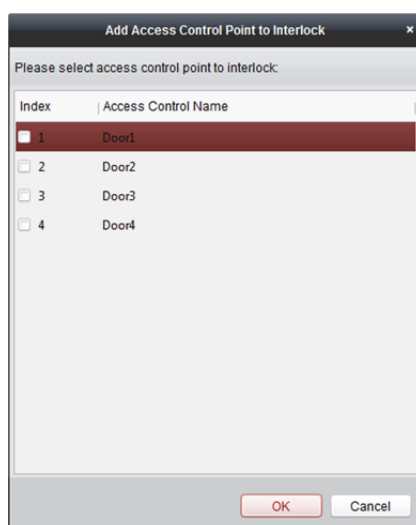 Add Access Control Point to Interlock ×
Please select access control point to interlock:
Index Access Control Name
1 Door1
2 Door2
3 Door3
4 Door4
OK Cancel